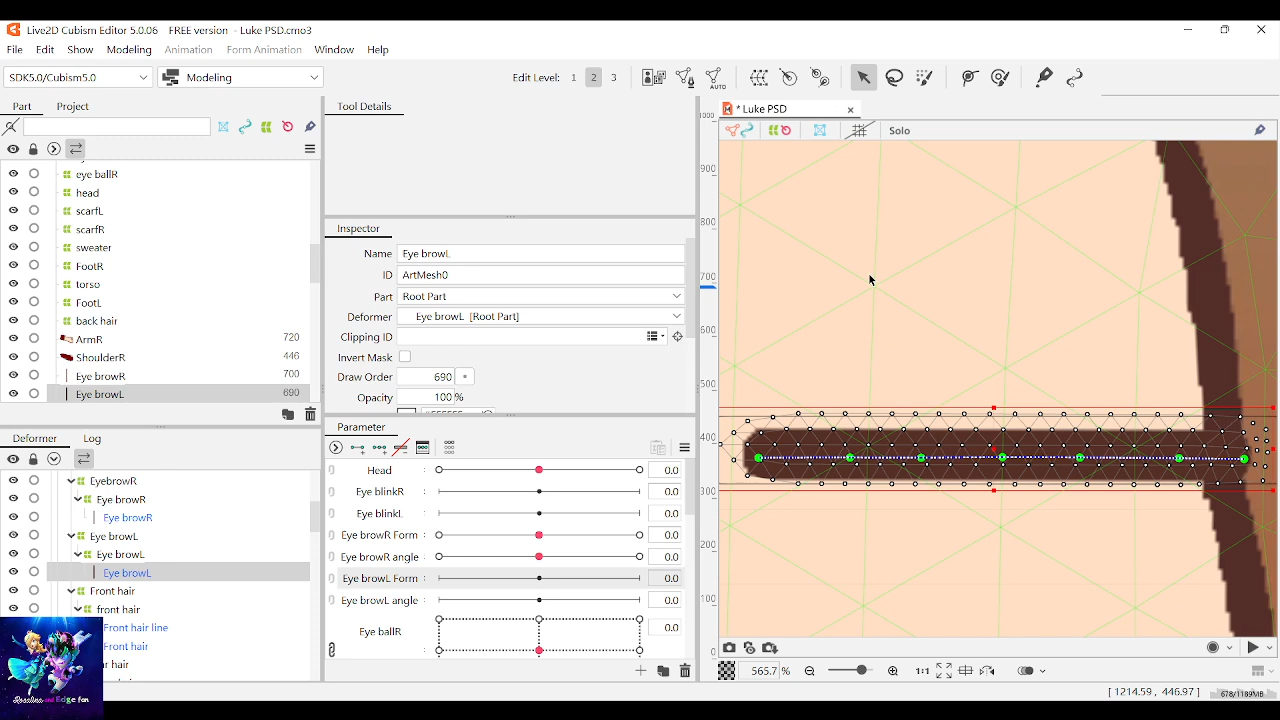 Live2D Cubism Editor 5.0.06 FREE version - Luke PSD.cmo3
File Edit Show Modeling Animation Form Animation Window Help
SDK5.0/Cubism5.0 Modeling Edit Level: 1 2 3 AUTO
Part Project
Tool Details
* Luke PSD
Solo
eye ballR
head
scarfL
scarfR
sweater
FootR
torso
FootL
back hair
ArmR 720
ShoulderR 446
Eye browR 700
Eye browL 690
Inspector
Name Eye browL
ID ArtMesh0
Part Root Part
Deformer Eye browL [Root Part]
Clipping ID
Invert Mask
Draw Order 690
Opacity 100 %
Deformer Log
EyebrowR
Eye browR
Eye browR
Eye browL
Eye browL
Eye browL
Front hair
front hair
Front hair line
Front hair
Parameter
Head : 0.0
Eye blinkR : 0.0
Eye blinkL : 0.0
Eye browR Form : 0.0
Eye browR angle : 0.0
Eye browL Form : 0.0
Eye browL angle : 0.0
Eye ballR 0.0
1000
900
800
700
600
500
400
300
200
100
0
565.7 % 1:1
[ 1214.59 , 446.97 ]
Rosalina and Edge fan